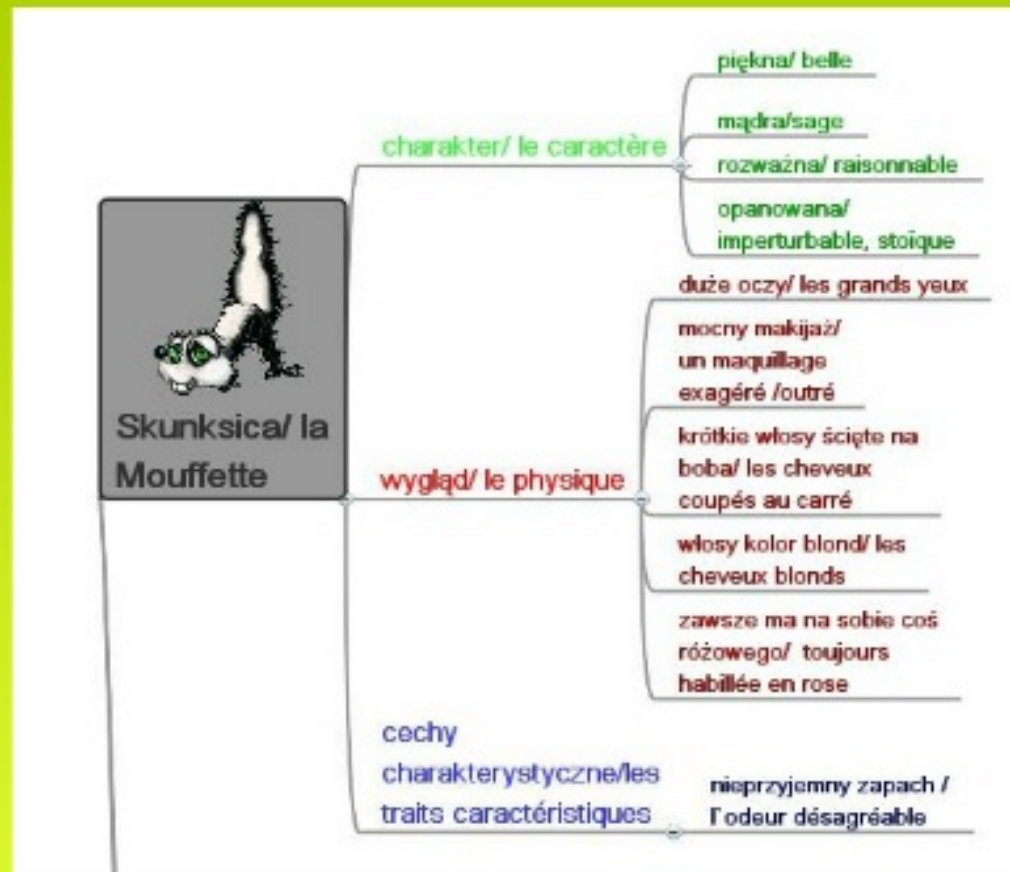 Skunksica/ la
Mouffette
charakter/ le caractère
piękna/ belle
mądra/sage
rozważna/ raisonnable
opanowana/
imperturbable, stoïque
wygląd/ le physique
duże oczy/ les grands yeux
mocny makijaż/
un maquillage
exagéré /outré
krótkie włosy ścięte na
boba/ les cheveux
coupés au carré
włosy kolor blond/ les
cheveux blonds
zawsze ma na sobie coś
różowego/ toujours
habillée en rose
cechy
charakterystyczne/les
traits caractéristiques
nieprzyjemny zapach /
l'odeur désagréable